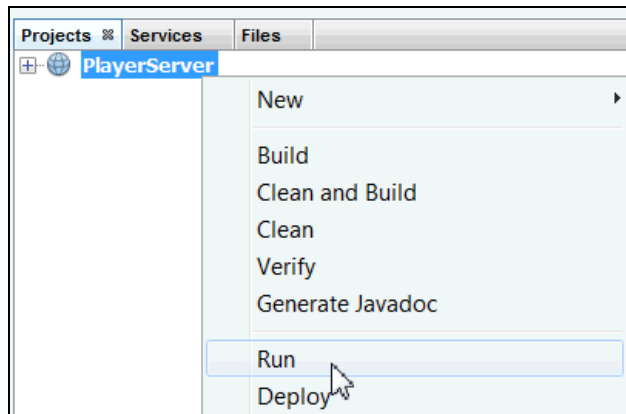 Projects Services Files
PlayerServer
New
Build
Clean and Build
Clean
Verify
Generate Javadoc
Run
Deploy